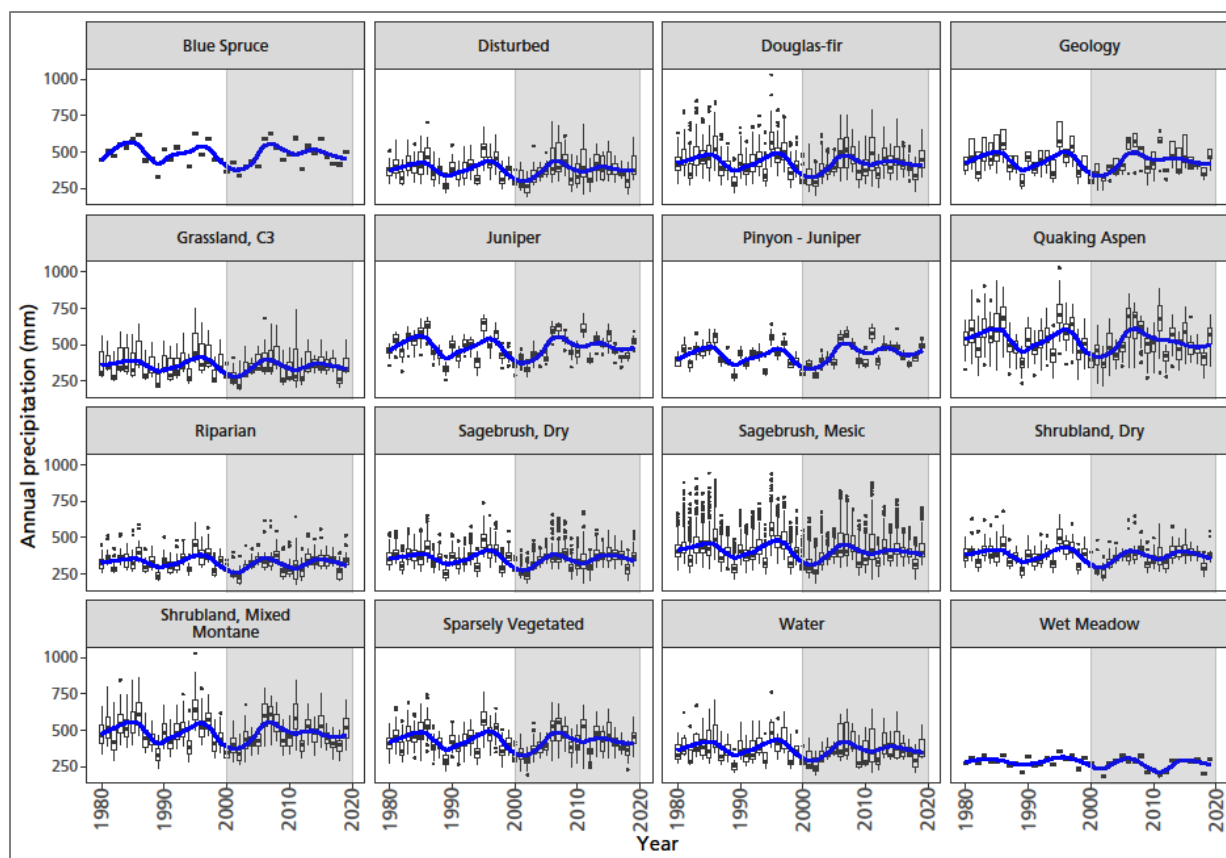 Blue Spruce
Disturbed
Douglas-fir
Geology
1000
750
500
250
Grassland, C3
Juniper
Pinyon - Juniper
Quaking Aspen
1000
750
500
250
Annual precipitation (mm)
Riparian
Sagebrush, Dry
Sagebrush, Mesic
Shrubland, Dry
1000
750
500
250
Shrubland, Mixed
Montane
Sparsely Vegetated
Water
Wet Meadow
1000
750
500
250
1980
1990
2000
2010
2020
1980
1990
2000
2010
2020
1980
1990
2000
2010
2020
1980
1990
2000
2010
2020
Year